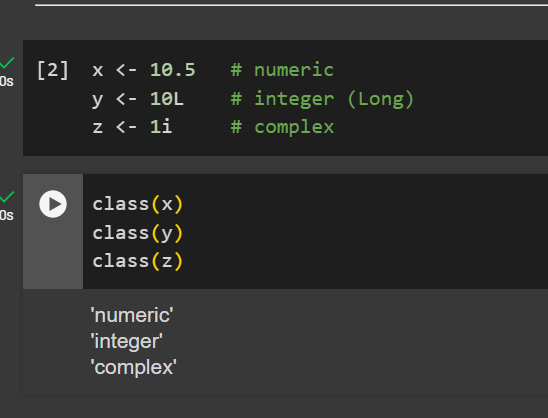 [2] x <- 10.5 # numeric
y <- 10L # integer (Long)
z <- 1i # complex
0s
class(x)
class(y)
class(z)
0s
'numeric'
'integer'
'complex'